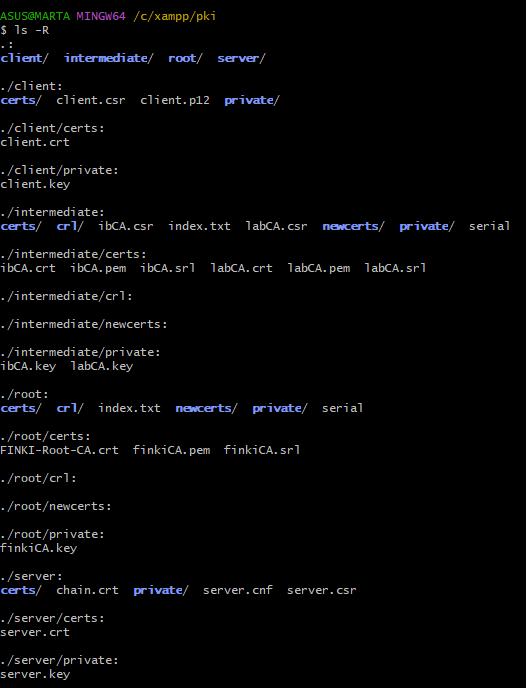 ASUS@MARTA MINGW64 /c/xampp/pki
$ ls -R
.:
client/  intermediate/  root/  server/

./client:
certs/  client.csr  client.p12  private/

./client/certs:
client.crt

./client/private:
client.key

./intermediate:
certs/  crl/  ibCA.csr  index.txt  labCA.csr  newcerts/  private/  serial

./intermediate/certs:
ibCA.crt  ibCA.pem  ibCA.srl  labCA.crt  labCA.pem  labCA.srl

./intermediate/crl:

./intermediate/newcerts:

./intermediate/private:
ibCA.key  labCA.key

./root:
certs/  crl/  index.txt  newcerts/  private/  serial

./root/certs:
FINKI-Root-CA.crt  finkiCA.pem  finkiCA.srl

./root/crl:

./root/newcerts:

./root/private:
finkiCA.key

./server:
certs/  chain.crt  private/  server.cnf  server.csr

./server/certs:
server.crt

./server/private:
server.key